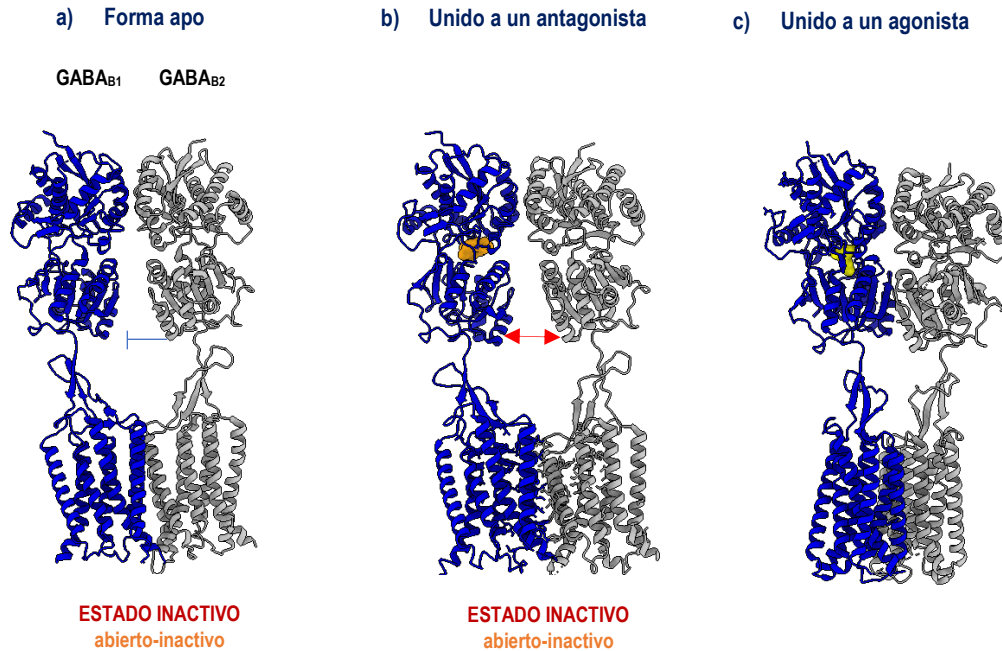 a) Forma apo
b) Unido a un antagonista
c) Unido a un agonista
GABAB1 GABAB2
ESTADO INACTIVO
abierto-inactivo
ESTADO INACTIVO
abierto-inactivo